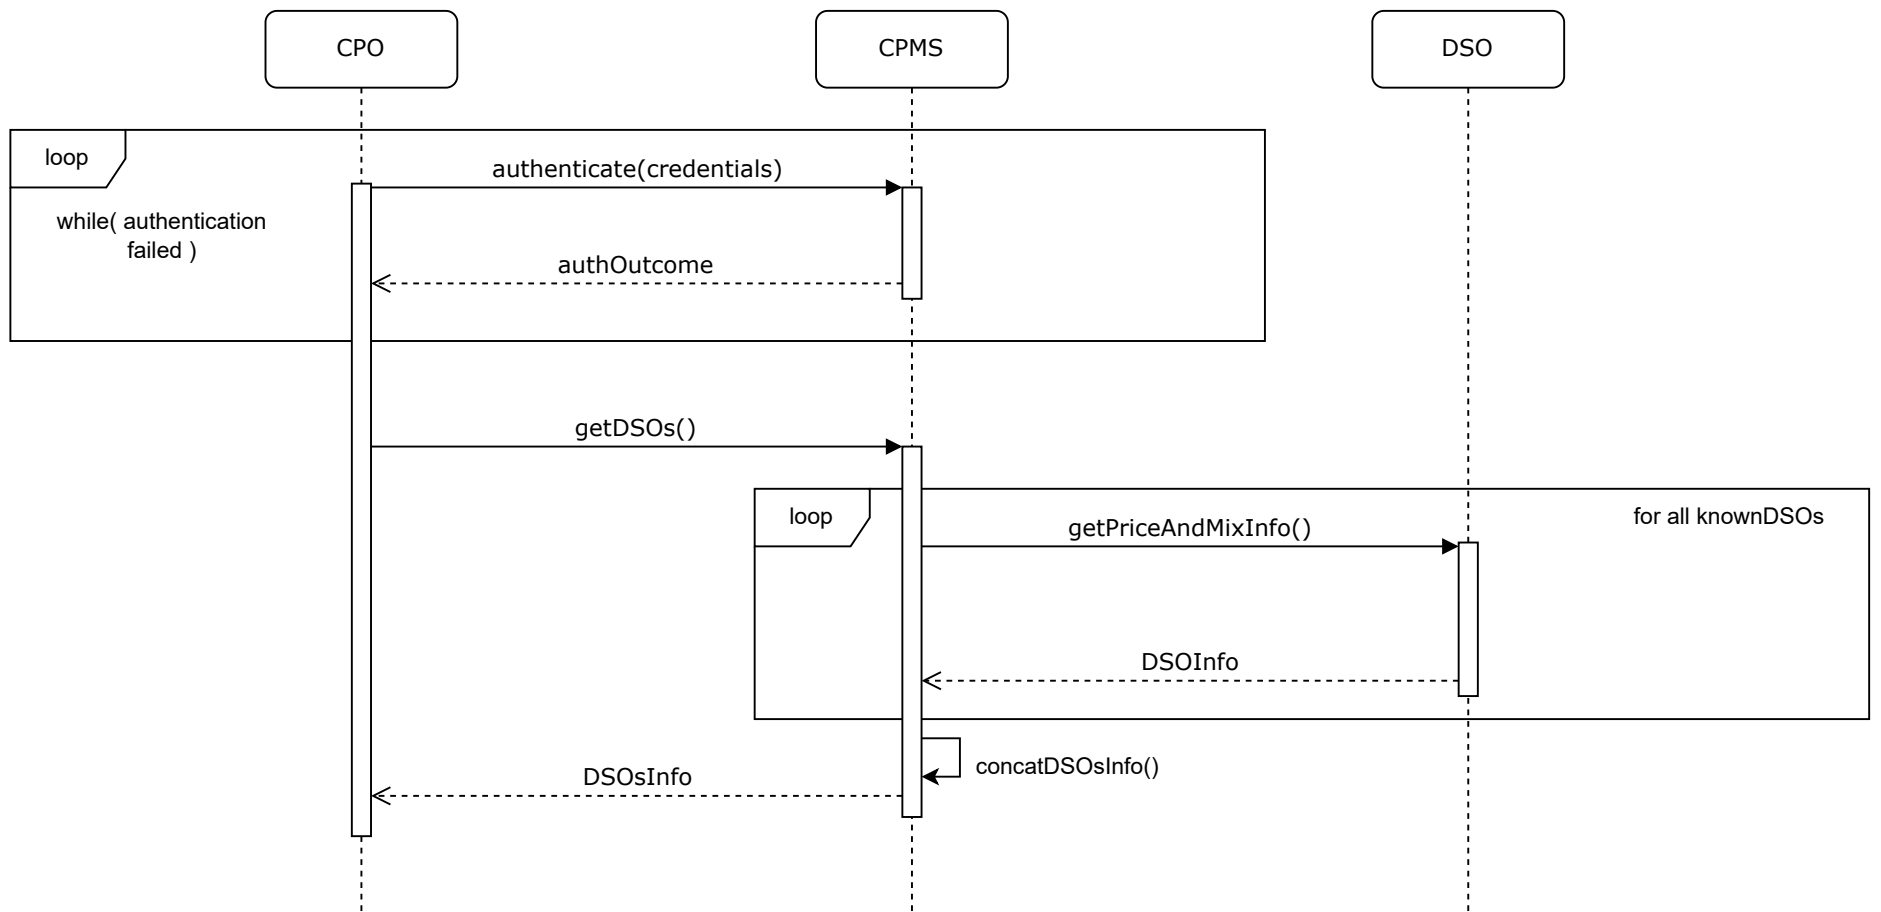 CPO
CPMS
DSO
loop
authenticate(credentials)
while( authentication
failed )
authOutcome
getDSOs()
loop
getPriceAndMixInfo()
for all knownDSOs
DSOInfo
concatDSOsInfo()
DSOsInfo